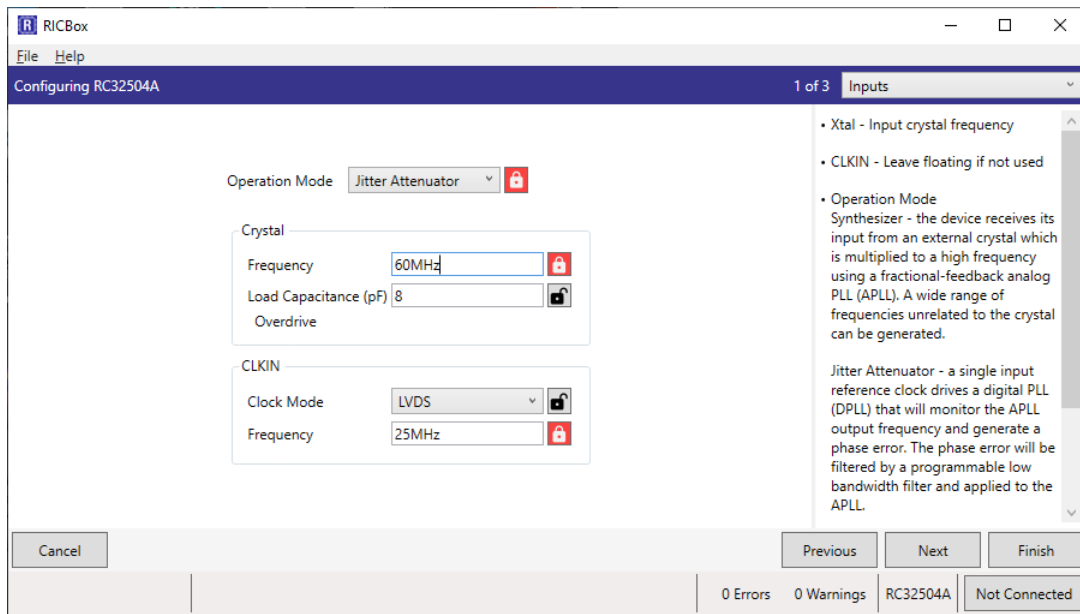 RICBox
File Help
Configuring RC32504A
1 of 3
Inputs
Operation Mode
Jitter Attenuator
Crystal
Frequency
60MHz
Load Capacitance (pF)
8
Overdrive
CLKIN
Clock Mode
LVDS
Frequency
25MHz
• Xtal - Input crystal frequency
• CLKIN - Leave floating if not used
• Operation Mode
Synthesizer - the device receives its
input from an external crystal which
is multiplied to a high frequency
using a fractional-feedback analog
PLL (APLL). A wide range of
frequencies unrelated to the crystal
can be generated.
Jitter Attenuator - a single input
reference clock drives a digital PLL
(DPLL) that will monitor the APLL
output frequency and generate a
phase error. The phase error will be
filtered by a programmable low
bandwidth filter and applied to the
APLL.
Cancel
Previous
Next
Finish
0 Errors
0 Warnings
RC32504A
Not Connected